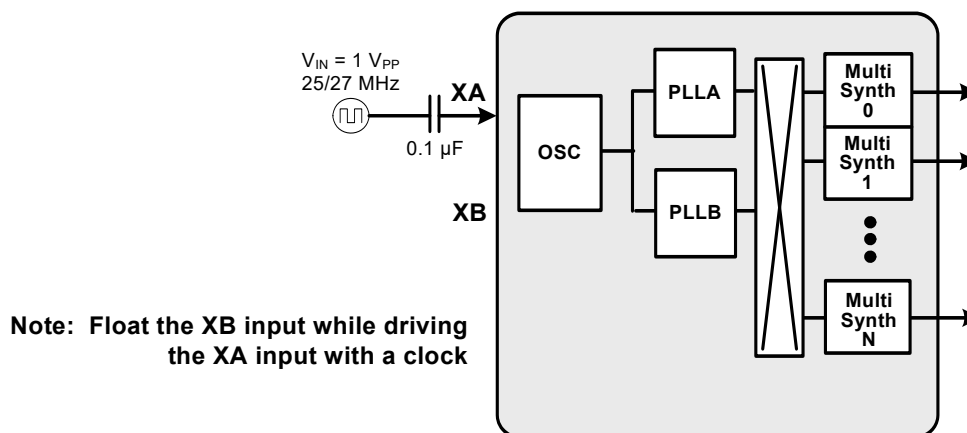 V_IN = 1 V_PP
25/27 MHz
XA
0.1 µF
XB
OSC
PLLA
PLLB
Multi
Synth
0
Multi
Synth
1
Multi
Synth
N
Note: Float the XB input while driving
the XA input with a clock